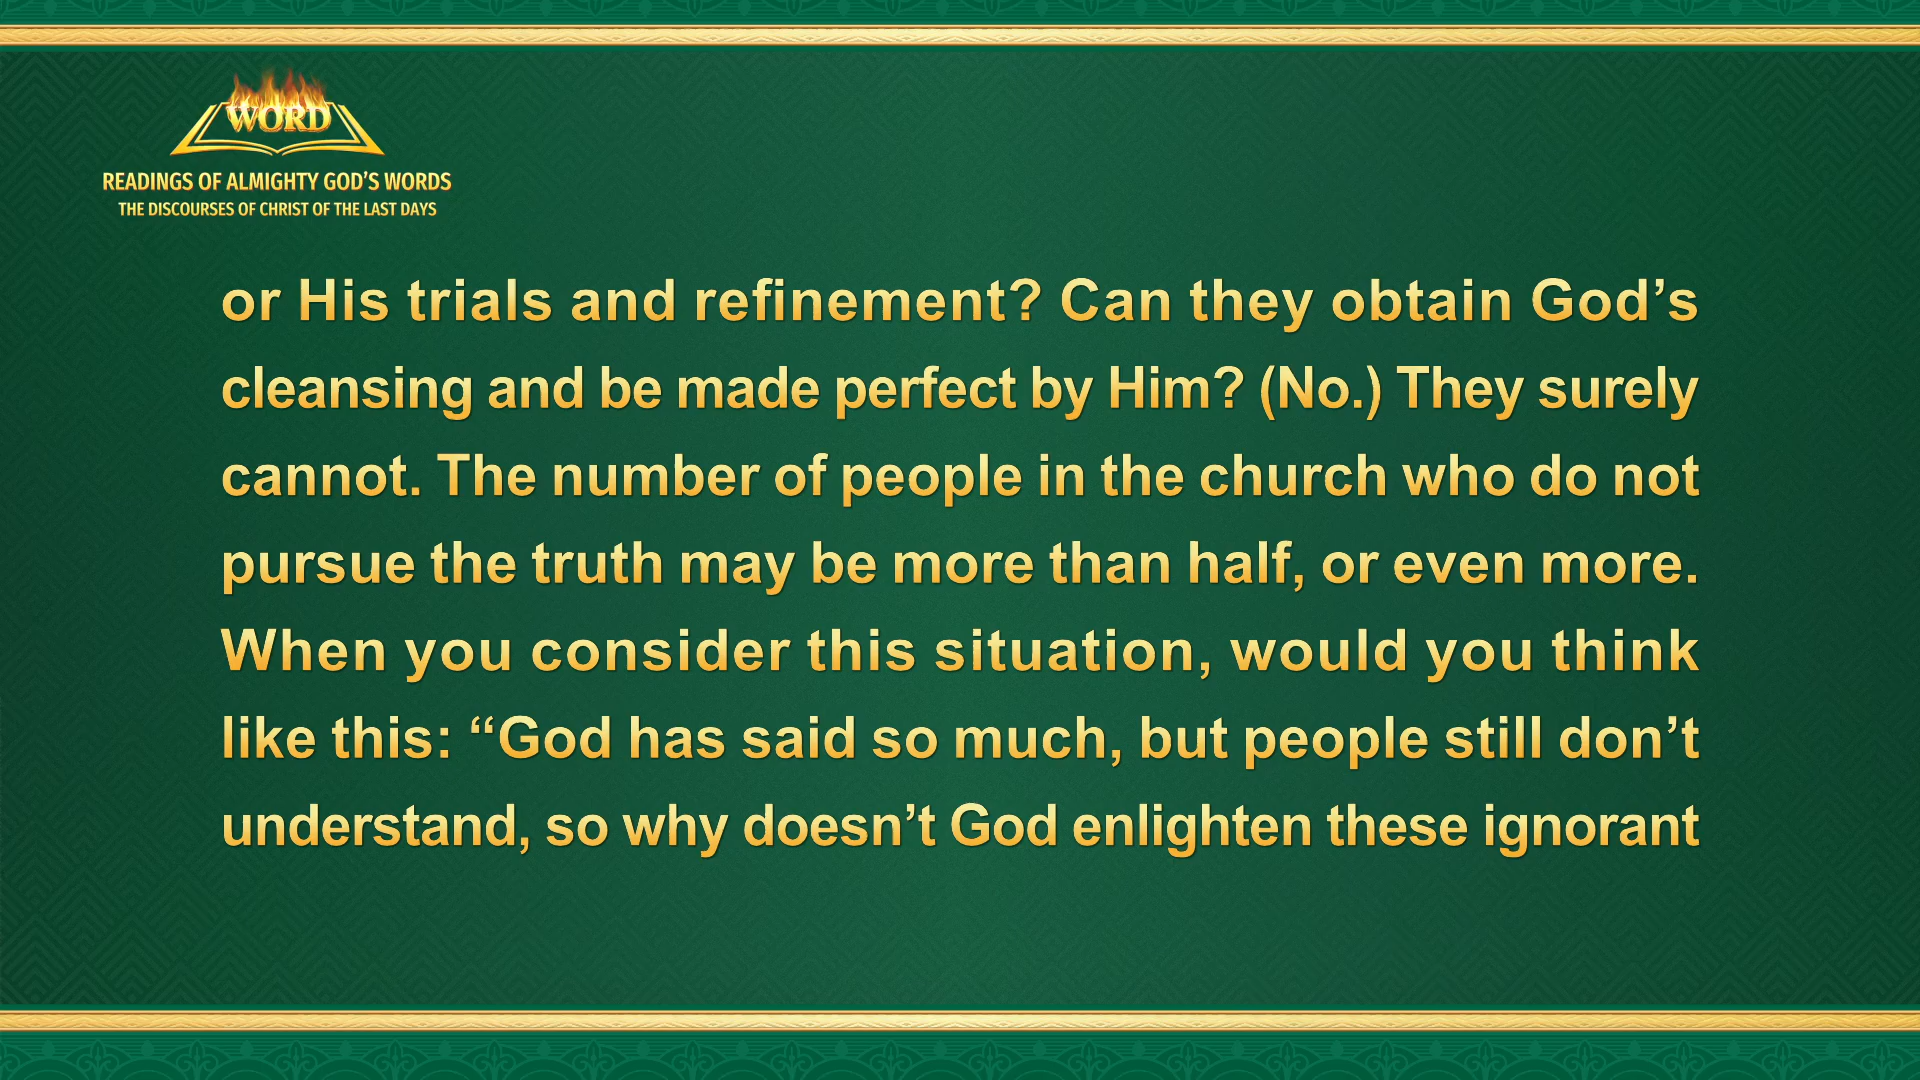 WORD
READINGS OF ALMIGHTY GOD’S WORDS
THE DISCOURSES OF CHRIST OF THE LAST DAYS
or His trials and refinement? Can they obtain God’s
cleansing and be made perfect by Him? (No.) They surely
cannot. The number of people in the church who do not
pursue the truth may be more than half, or even more.
When you consider this situation, would you think
like this: “God has said so much, but people still don’t
understand, so why doesn’t God enlighten these ignorant